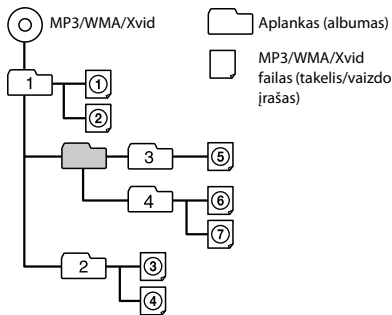 MP3/WMA/Xvid
Aplankas (albumas)
MP3/WMA/Xvid
failas (takelis/vaizdo
įrašas)
1
①
②
3
⑤
4
⑥
⑦
2
③
④